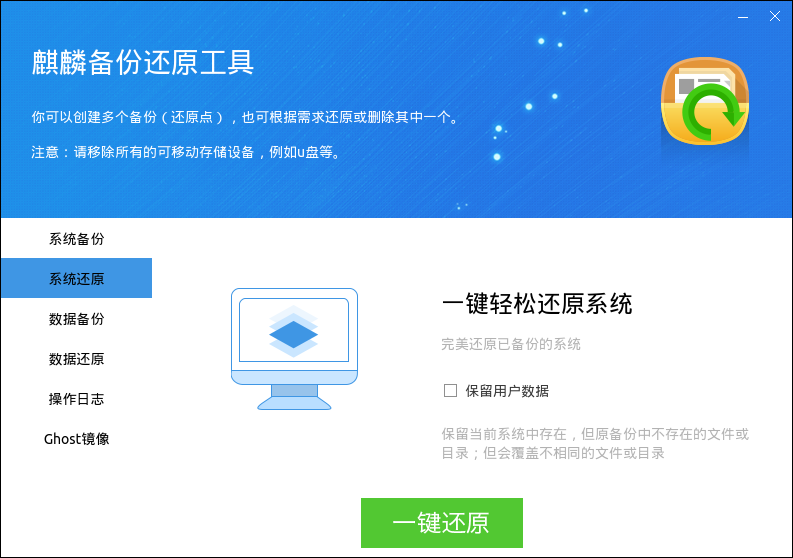 麒麟备份还原工具
你可以创建多个备份（还原点），也可根据需求还原或删除其中一个。
注意：请移除所有的可移动存储设备，例如u盘等。
系统备份
系统还原
数据备份
数据还原
操作日志
Ghost镜像
一键轻松还原系统
完美还原已备份的系统
保留用户数据
保留当前系统中存在，但原备份中不存在的文件或
目录；但会覆盖不相同的文件或目录
一键还原